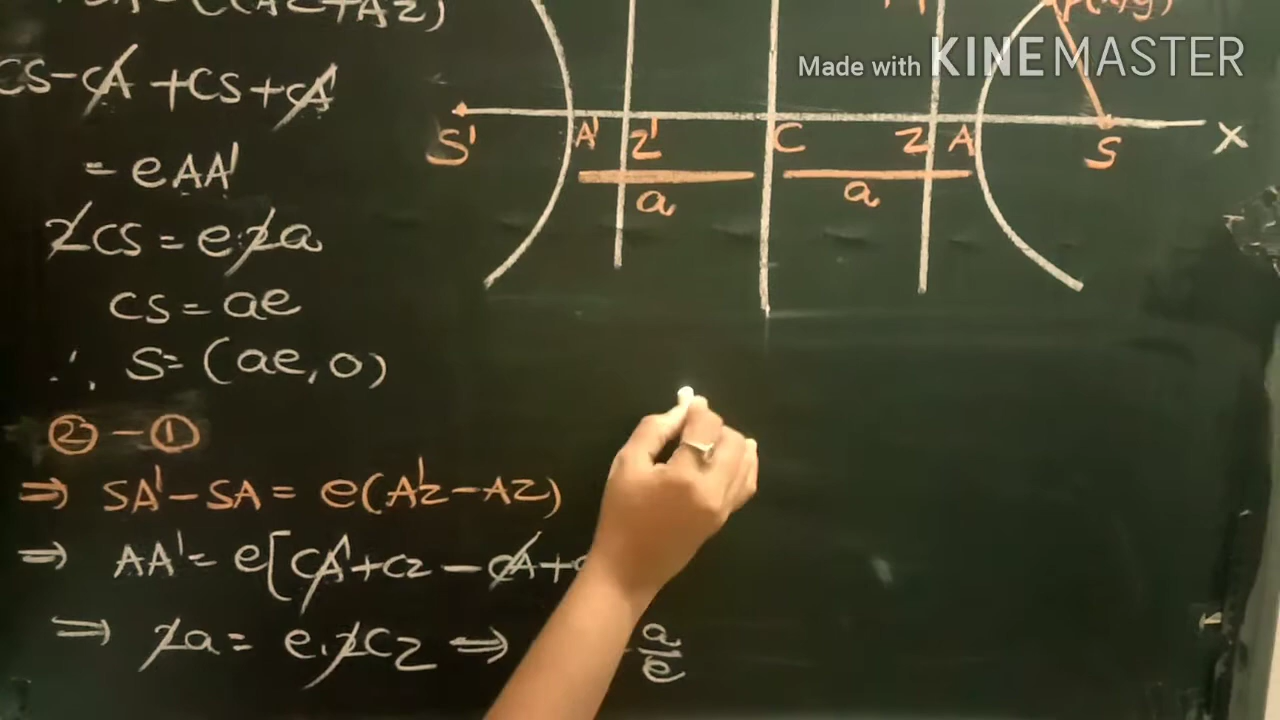 CS-CA+CS+CA
= eAA'
2CS = e.2a
CS = ae
∴ S= (ae, 0)
② - ①
⇒ SA' - SA = e(A'Z - AZ)
⇒ AA' = e[CA'+CZ - CA+
⇒ 2a = e.2CZ ⇒
a/e
Made with KINEMASTER
S' A' Z' C Z A S X
a a